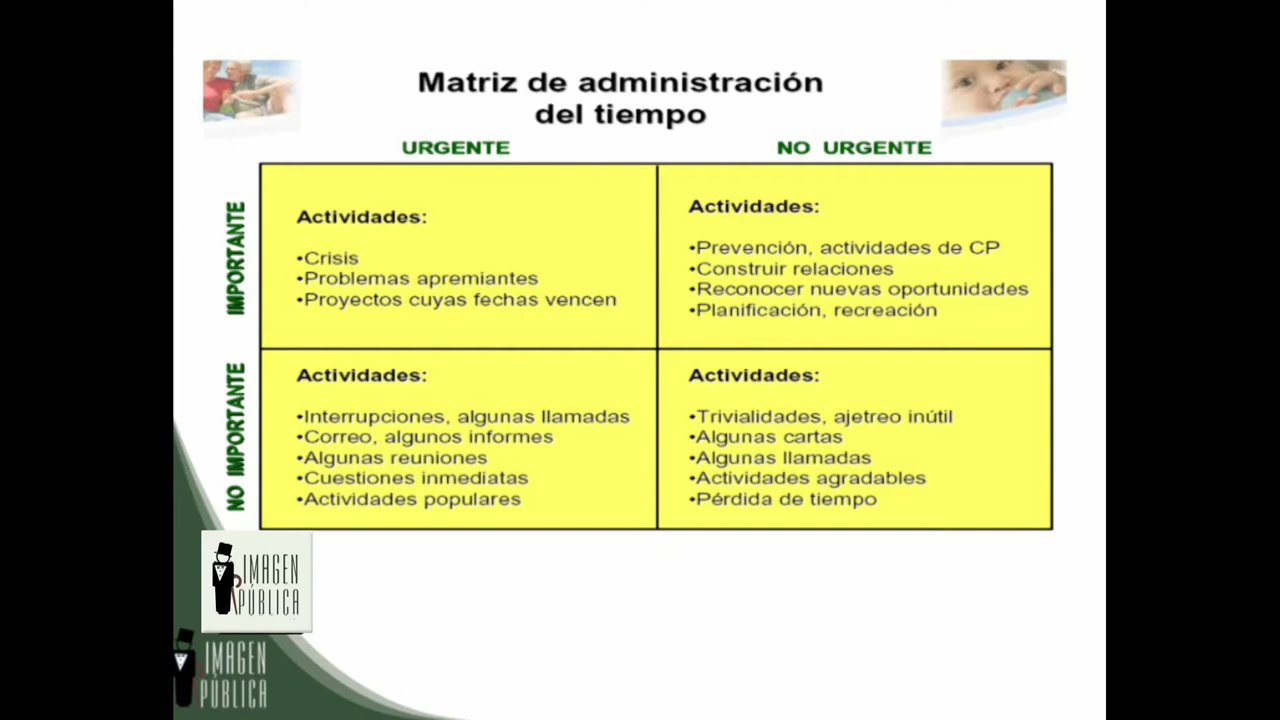 Matriz de administración
del tiempo
URGENTE
NO URGENTE
IMPORTANTE
Actividades:
•Crisis
•Problemas apremiantes
•Proyectos cuyas fechas vencen
Actividades:
•Prevención, actividades de CP
•Construir relaciones
•Reconocer nuevas oportunidades
•Planificación, recreación
NO IMPORTANTE
Actividades:
•Interrupciones, algunas llamadas
•Correo, algunos informes
•Algunas reuniones
•Cuestiones inmediatas
•Actividades populares
Actividades:
•Trivialidades, ajetreo inútil
•Algunas cartas
•Algunas llamadas
•Actividades agradables
•Pérdida de tiempo
IMAGEN
PÚBLICA
IMAGEN
PÚBLICA